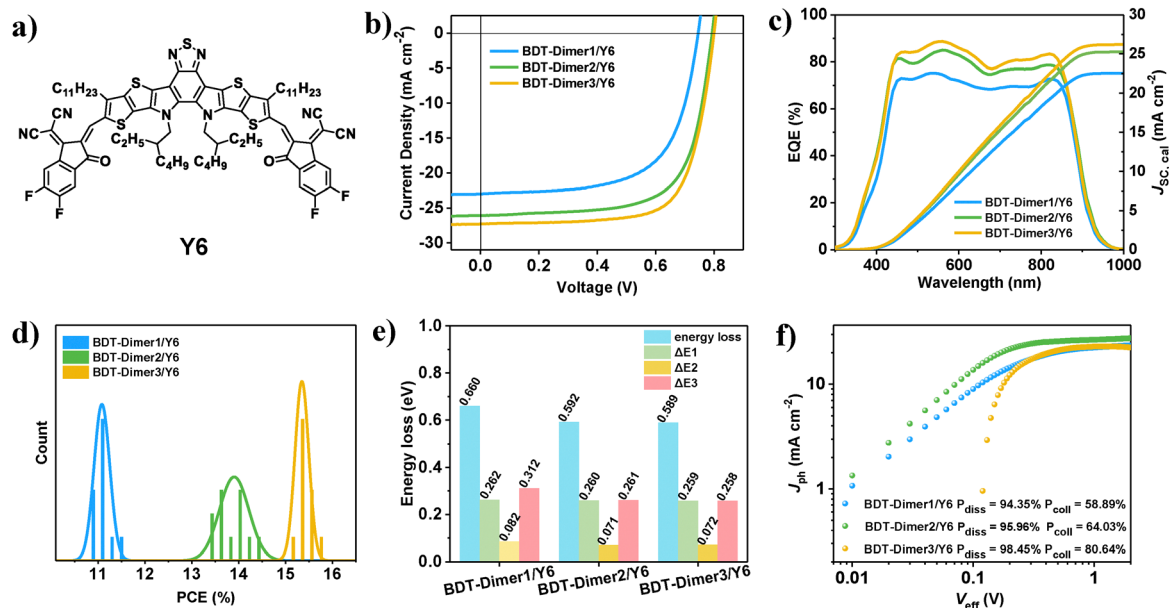 a)
S
N N
C11H23 C11H23
S S
CN CN
NC CN
S N N S
O C2H5 C2H5 O
C4H9 C4H9
F F
F F
Y6
b)
BDT-Dimer1/Y6
BDT-Dimer2/Y6
BDT-Dimer3/Y6
Current Density (mA cm-2)
0
-5
-10
-15
-20
-25
-30
0.0 0.2 0.4 0.6 0.8
Voltage (V)
c)
EQE (%)
100
80
60
40
20
0
BDT-Dimer1/Y6
BDT-Dimer2/Y6
BDT-Dimer3/Y6
30
25
20
15
10
5
0
JSC, cal (mA cm-2)
400 600 800 1000
Wavelength (nm)
d)
BDT-Dimer1/Y6
BDT-Dimer2/Y6
BDT-Dimer3/Y6
Count
11 12 13 14 15 16
PCE (%)
e)
energy loss
ΔE1
ΔE2
ΔE3
Energy loss (eV)
1.0
0.8
0.6
0.4
0.2
0.0
0.660 0.262 0.082 0.312
0.592 0.260 0.071 0.261
0.589 0.259 0.072 0.258
BDT-Dimer1/Y6 BDT-Dimer2/Y6 BDT-Dimer3/Y6
f)
Jph (mA cm-2)
10
1
BDT-Dimer1/Y6 Pdiss = 94.35% Pcoll = 58.89%
BDT-Dimer2/Y6 Pdiss = 95.96% Pcoll = 64.03%
BDT-Dimer3/Y6 Pdiss = 98.45% Pcoll = 80.64%
0.01 0.1 1
Veff (V)